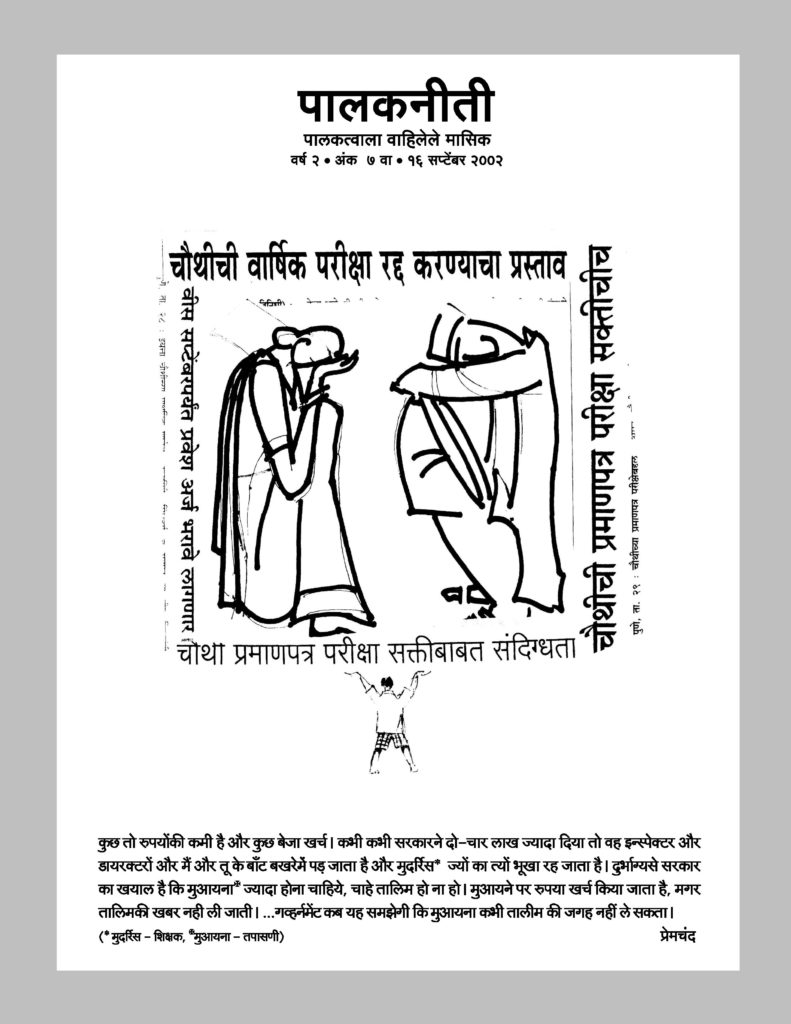 पालकनीती
पालकत्वाला वाहिलेले मासिक
वर्ष २ • अंक ७ वा • १६ सप्टेंबर २००२
चौथीची वार्षिक परीक्षा रद्द करण्याचा प्रस्ताव
वीस सप्टेंबरपर्यंत प्रवेश अर्ज भरावे लागणार
चौथीची प्रमाणपत्र परीक्षा सक्तीचीच
पुणे, ता. २९ : चौथीच्या प्रमाणपत्र परीक्षेबद्दल
चौथी प्रमाणपत्र परीक्षा सक्तीबाबत संदिग्धता
कुछ तो रुपयोंकी कमी है और कुछ बेजा खर्च। कभी कभी सरकारने दो-चार लाख ज्यादा दिया तो वह इन्स्पेक्टर और
डायरक्टरों और मैं और तू के बाँट बखरेमें पड़ जाता है और मुदर्रिस* ज्यों का त्यों भूखा रह जाता है। दुर्भाग्यसे सरकार
का खयाल है कि मुआयना※ ज्यादा होना चाहिये, चाहे तालिम हो ना हो। मुआयने पर रुपया खर्च किया जाता है, मगर
तालिमकी खबर नही ली जाती। ...गव्हर्नमेंट कब यह समझेगी कि मुआयना कभी तालीम की जगह नहीं ले सकता।
(* मुदर्रिस - शिक्षक, ※मुआयना - तपासणी)
प्रेमचंद